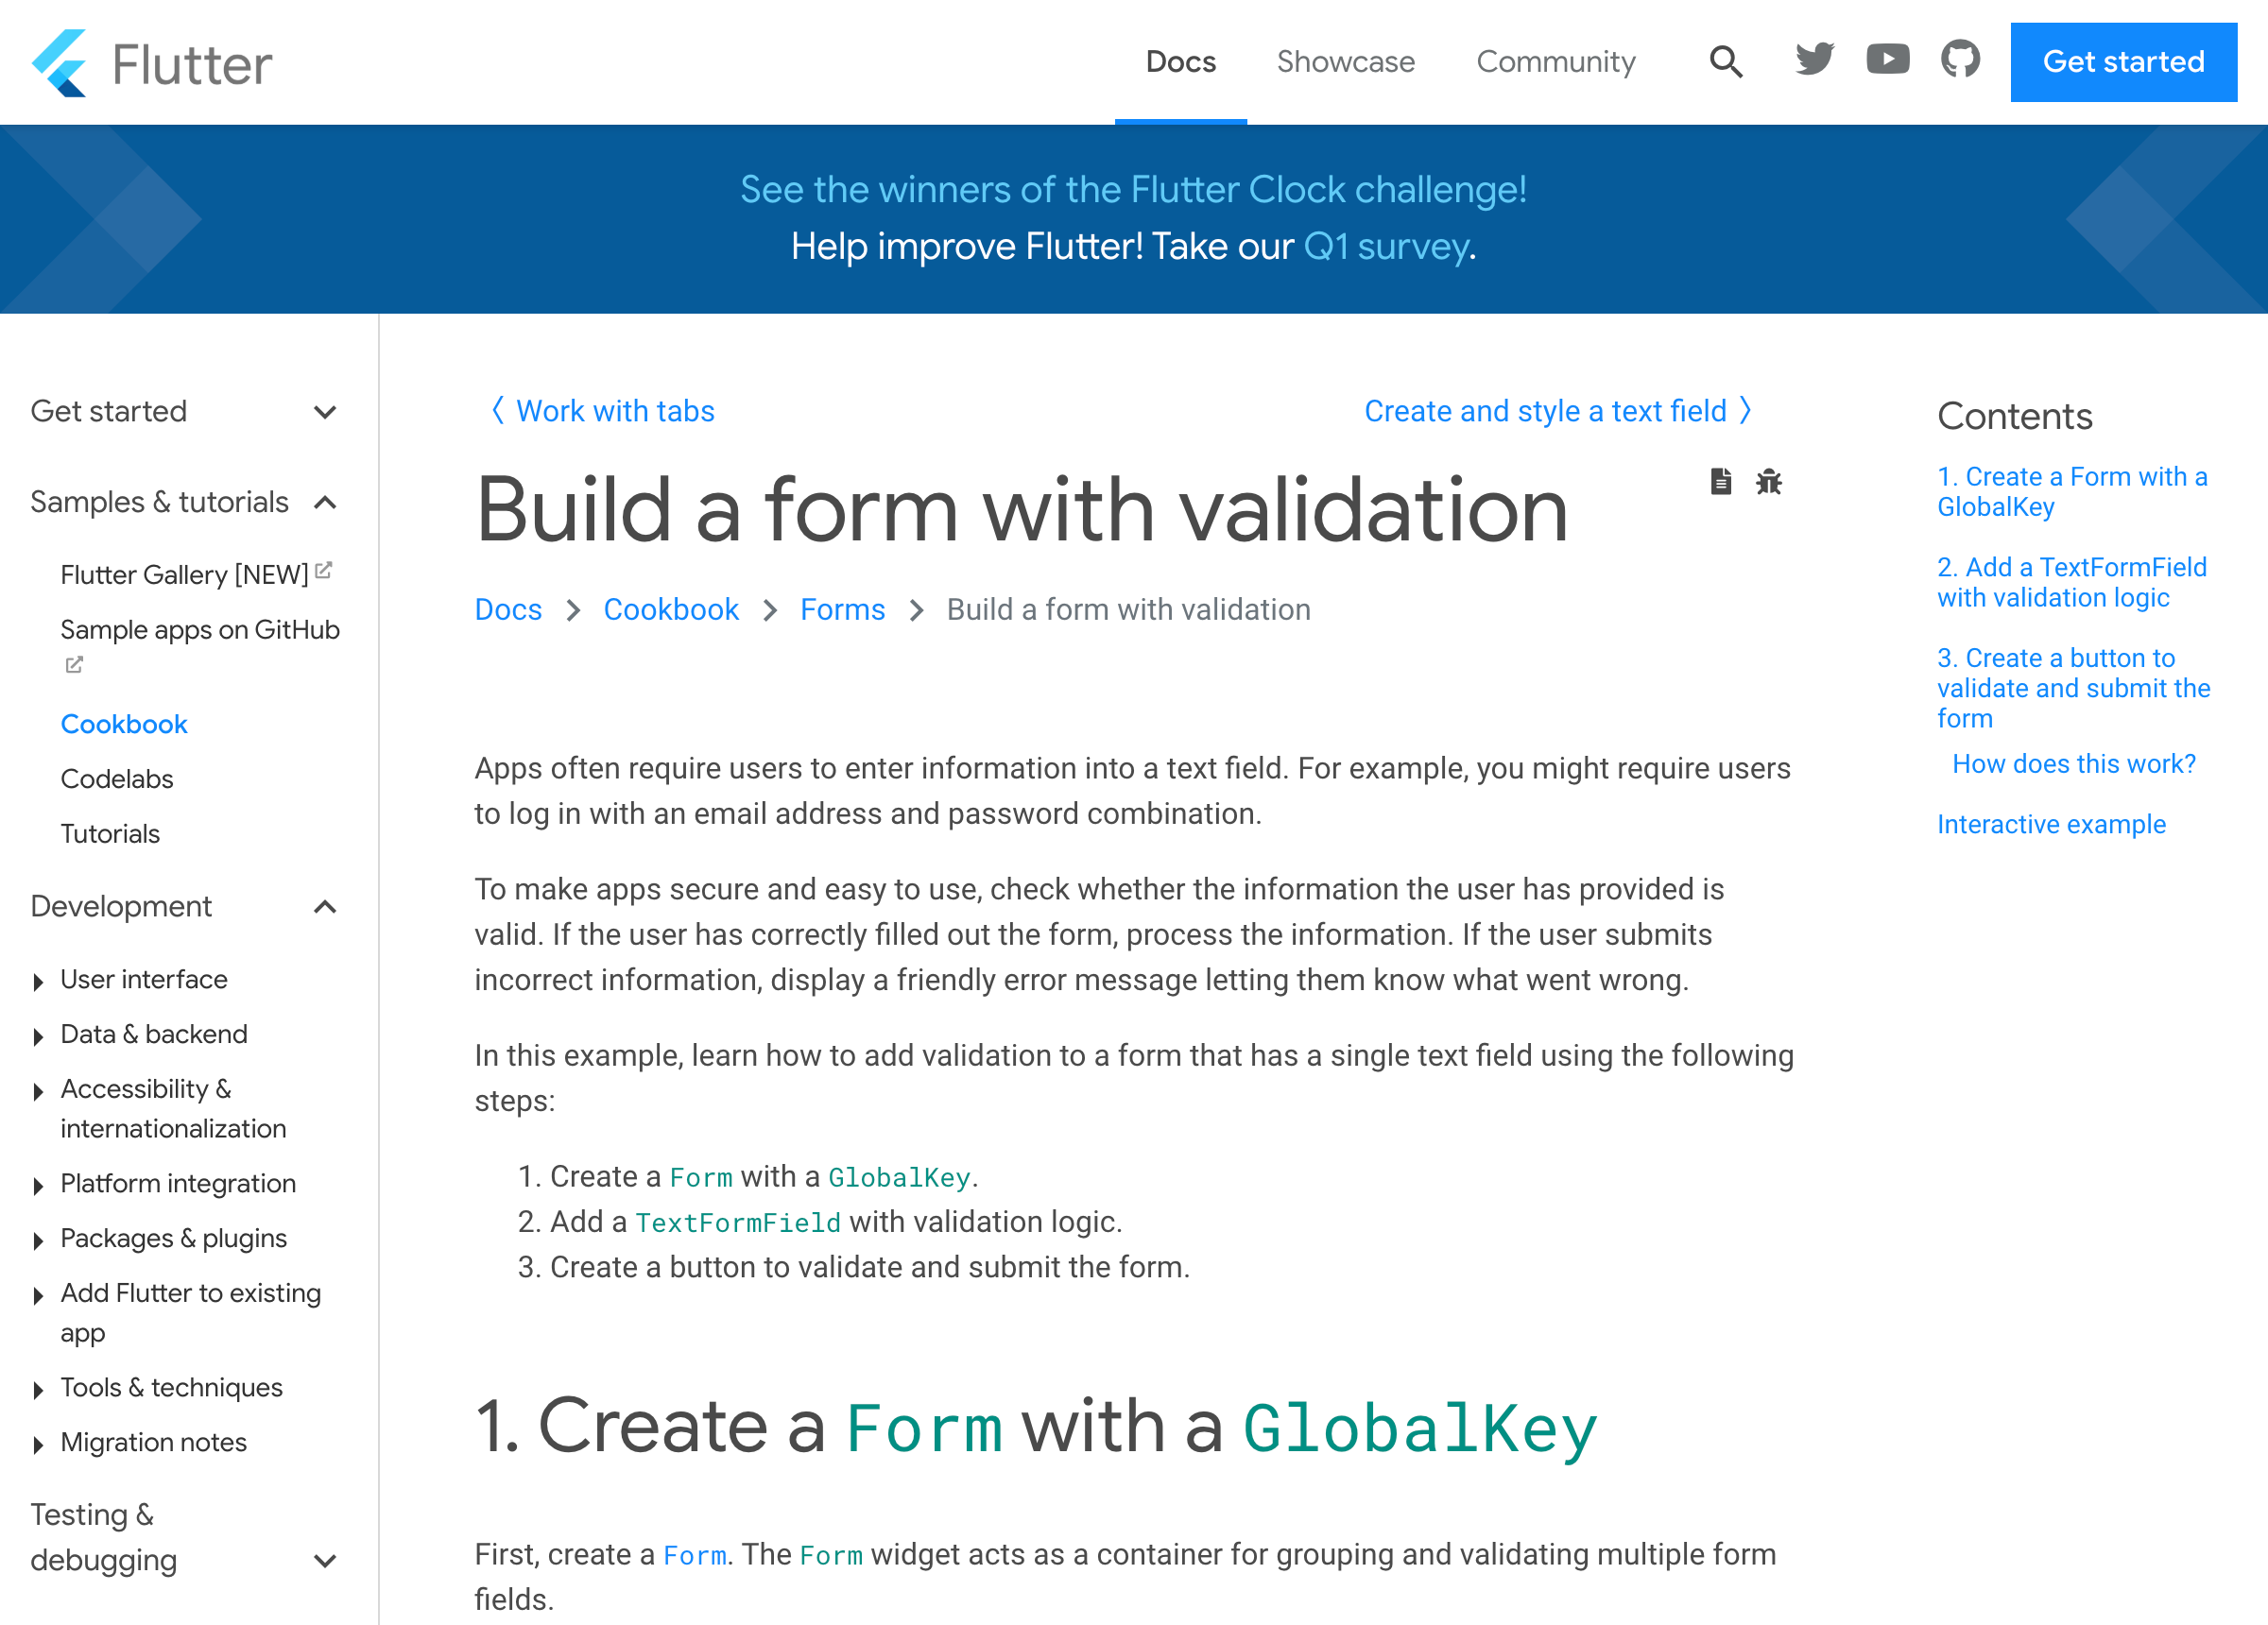 Flutter
Docs
Showcase
Community
Get started
See the winners of the Flutter Clock challenge!
Help improve Flutter! Take our Q1 survey.
Get started
Samples & tutorials
Flutter Gallery [NEW]
Sample apps on GitHub
Cookbook
Codelabs
Tutorials
Development
User interface
Data & backend
Accessibility &
internationalization
Platform integration
Packages & plugins
Add Flutter to existing
app
Tools & techniques
Migration notes
Testing &
debugging
〈 Work with tabs
Create and style a text field 〉
Build a form with validation
Docs > Cookbook > Forms > Build a form with validation
Apps often require users to enter information into a text field. For example, you might require users
to log in with an email address and password combination.
To make apps secure and easy to use, check whether the information the user has provided is
valid. If the user has correctly filled out the form, process the information. If the user submits
incorrect information, display a friendly error message letting them know what went wrong.
In this example, learn how to add validation to a form that has a single text field using the following
steps:
1. Create a Form with a GlobalKey.
2. Add a TextFormField with validation logic.
3. Create a button to validate and submit the form.
1. Create a Form with a GlobalKey
First, create a Form. The Form widget acts as a container for grouping and validating multiple form
fields.
Contents
1. Create a Form with a
GlobalKey
2. Add a TextFormField
with validation logic
3. Create a button to
validate and submit the
form
How does this work?
Interactive example